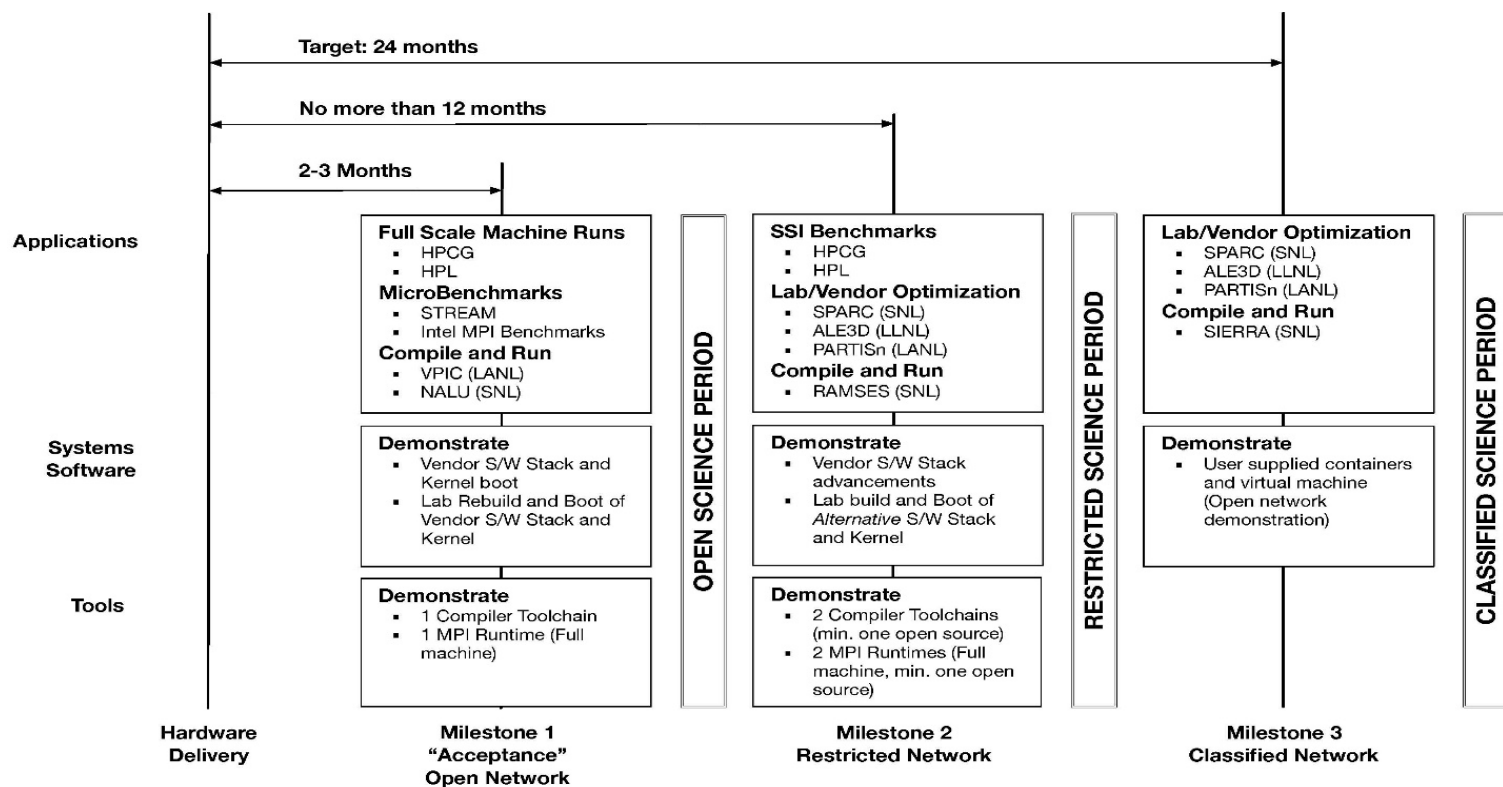 Target: 24 months
No more than 12 months
2-3 Months
Applications
Full Scale Machine Runs
▪ HPCG
▪ HPL
MicroBenchmarks
▪ STREAM
▪ Intel MPI Benchmarks
Compile and Run
▪ VPIC (LANL)
▪ NALU (SNL)
OPEN SCIENCE PERIOD
SSI Benchmarks
▪ HPCG
▪ HPL
Lab/Vendor Optimization
▪ SPARC (SNL)
▪ ALE3D (LLNL)
▪ PARTISn (LANL)
Compile and Run
▪ RAMSES (SNL)
RESTRICTED SCIENCE PERIOD
Lab/Vendor Optimization
▪ SPARC (SNL)
▪ ALE3D (LLNL)
▪ PARTISn (LANL)
Compile and Run
▪ SIERRA (SNL)
CLASSIFIED SCIENCE PERIOD
Systems
Software
Demonstrate
▪ Vendor S/W Stack and
Kernel boot
▪ Lab Rebuild and Boot of
Vendor S/W Stack and
Kernel
Demonstrate
▪ Vendor S/W Stack
advancements
▪ Lab build and Boot of
Alternative S/W Stack
and Kernel
Demonstrate
▪ User supplied containers
and virtual machine
(Open network
demonstration)
Tools
Demonstrate
▪ 1 Compiler Toolchain
▪ 1 MPI Runtime (Full
machine)
Demonstrate
▪ 2 Compiler Toolchains
(min. one open source)
▪ 2 MPI Runtimes (Full
machine, min. one open
source)
Hardware
Delivery
Milestone 1
“Acceptance”
Open Network
Milestone 2
Restricted Network
Milestone 3
Classified Network